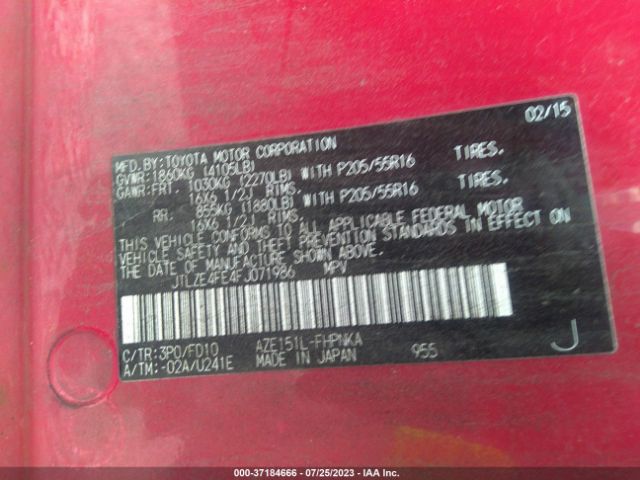 02/15
MFD. BY:TOYOTA MOTOR CORPORATION
GVWR:1860KG (4105LB)
GAWR:FRT. 1030KG (2270LB) WITH P205/55R16 TIRES.
16X6 1/2J RIMS.
RR. 855KG (1880LB) WITH P205/55R16 TIRES.
16X6 1/2J RIMS.
THIS VEHICLE CONFORMS TO ALL APPLICABLE FEDERAL MOTOR
VEHICLE SAFETY AND THEFT PREVENTION STANDARDS IN EFFECT ON
THE DATE OF MANUFACTURE SHOWN ABOVE.
JTLZE4FE4FJ071986 MPV
C/TR:3P0/FD10 AZE151L-FHPNKA
A/TM:-02A/U241E MADE IN JAPAN 955 J
000-37184666 / 07/25/2023 - IAA Inc.